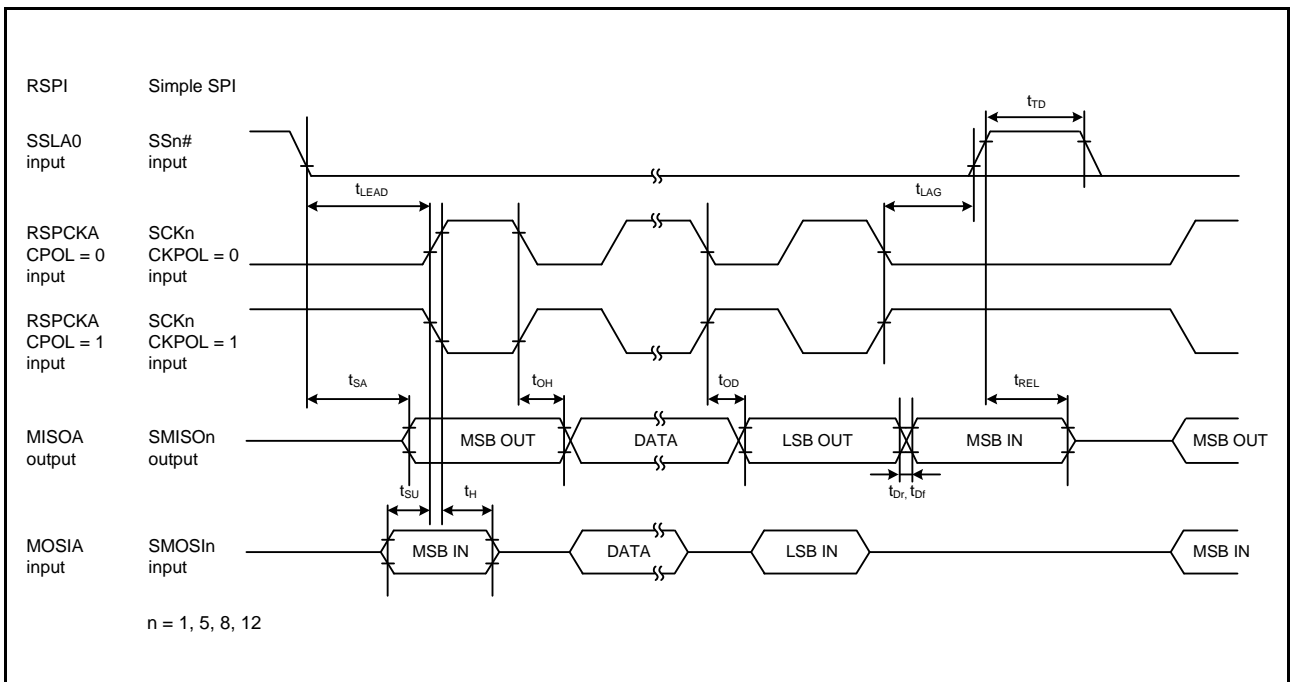 RSPI Simple SPI
tTD
SSLA0 SSn#
input input
tLEAD
tLAG
RSPCKA SCKn
CPOL = 0 CKPOL = 0
input input
RSPCKA SCKn
CPOL = 1 CKPOL = 1
input input
tSA tOH tOD tREL
MISOA SMISOn MSB OUT DATA LSB OUT MSB IN MSB OUT
output output
tSU tH tDr, tDf
MOSIA SMOSIn MSB IN DATA LSB IN MSB IN
input input
n = 1, 5, 8, 12